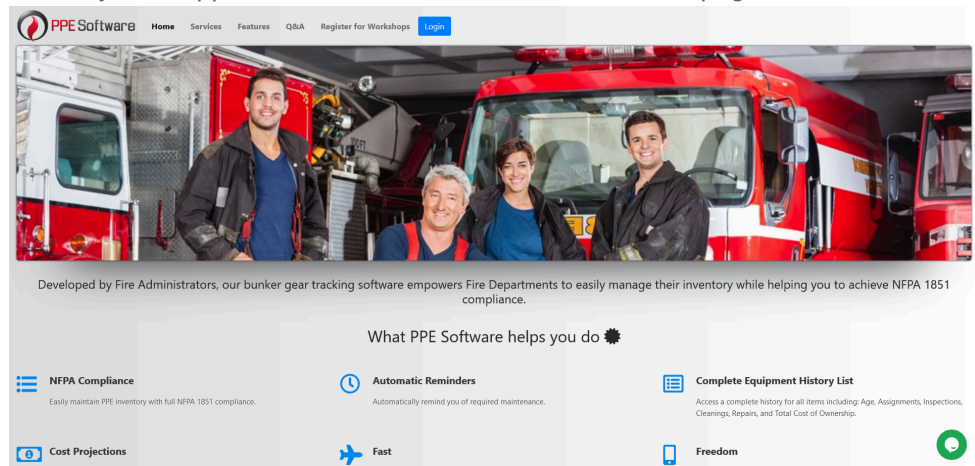 PPE Software Home Services Features Q&A Register for Workshops Login
100 FT
Developed by Fire Administrators, our bunker gear tracking software empowers Fire Departments to easily manage their inventory while helping you to achieve NFPA 1851
compliance.
What PPE Software helps you do
NFPA Compliance
Easily maintain PPE inventory with full NFPA 1851 compliance.
Automatic Reminders
Automatically remind you of required maintenance.
Complete Equipment History List
Access a complete history for all items including: Age, Assignments, Inspections,
Cleanings, Repairs, and Total Cost of Ownership.
Cost Projections
Fast
Freedom